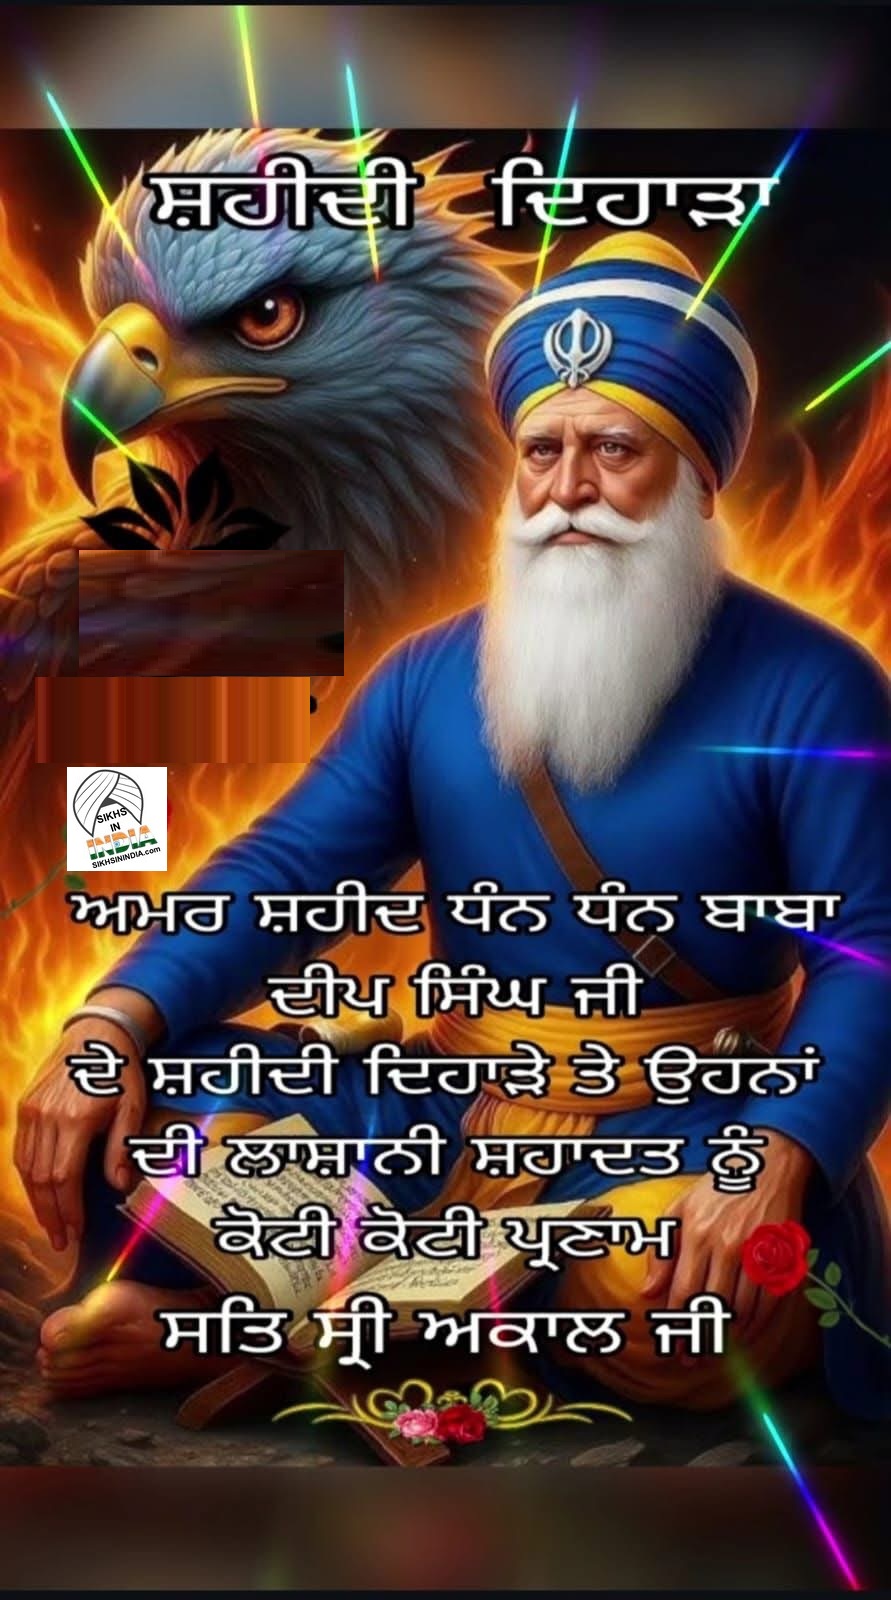 ਸ਼ਹੀਦੀ ਦਿਹਾੜਾ
SIKHS
IN
INDIA
SIKHSININDIA.com
ਅਮਰ ਸ਼ਹੀਦ ਧੰਨ ਧੰਨ ਬਾਬਾ
ਦੀਪ ਸਿੰਘ ਜੀ
ਦੇ ਸ਼ਹੀਦੀ ਦਿਹਾੜੇ ਤੇ ਉਹਨਾਂ
ਦੀ ਲਾਸ਼ਾਨੀ ਸ਼ਹਾਦਤ ਨੂੰ
ਕੋਟੀ ਕੋਟੀ ਪ੍ਰਣਾਮ
ਸਤਿ ਸ੍ਰੀ ਅਕਾਲ ਜੀ